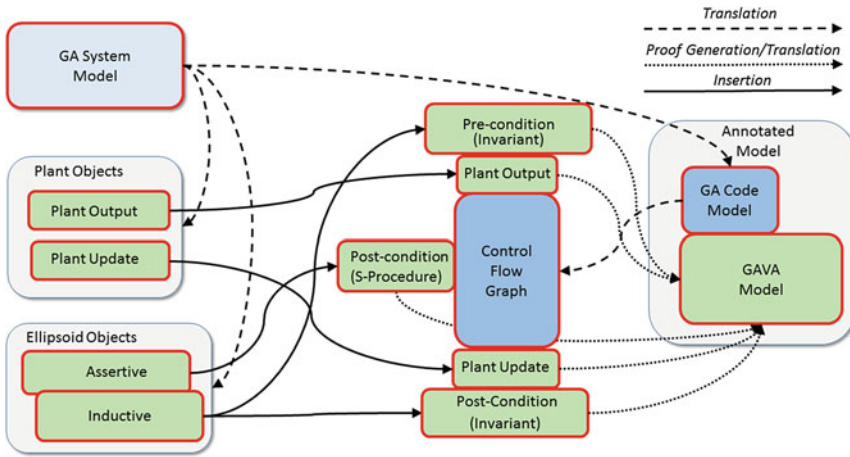 Translation
Proof Generation/Translation
Insertion
GA System
Model
Plant Objects
Plant Output
Plant Update
Ellipsoid Objects
Assertive
Inductive
Pre-condition
(Invariant)
Plant Output
Post-condition
(S-Procedure)
Control
Flow
Graph
Plant Update
Post-Condition
(Invariant)
Annotated
Model
GA Code
Model
GAVA
Model